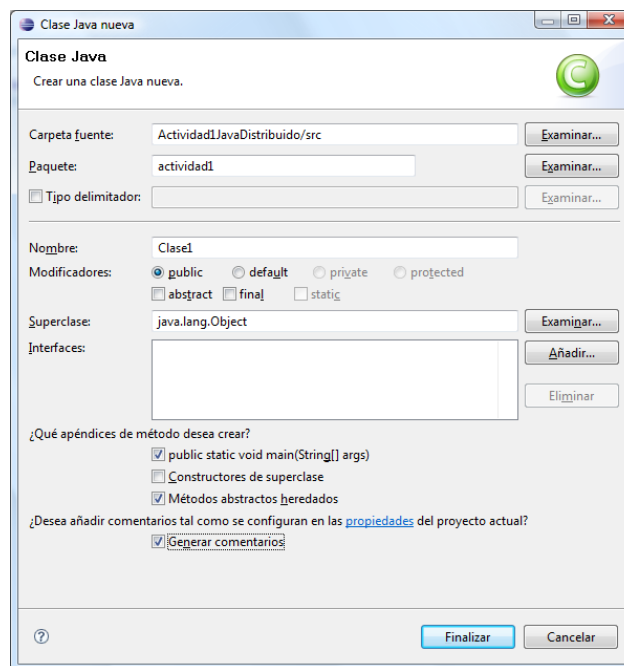 Clase Java nueva
Clase Java
Crear una clase Java nueva.
Carpeta fuente: Actividad1JavaDistribuido/src Examinar...
Paquete: actividad1 Examinar...
Tipo delimitador: Examinar...
Nombre: Clase1
Modificadores: public default private protected
abstract final static
Superclase: java.lang.Object Examinar...
Interfaces: Añadir...
Eliminar
¿Qué apéndices de método desea crear?
public static void main(String[] args)
Constructores de superclase
Métodos abstractos heredados
¿Desea añadir comentarios tal como se configuran en las propiedades del proyecto actual?
Generar comentarios
Finalizar Cancelar